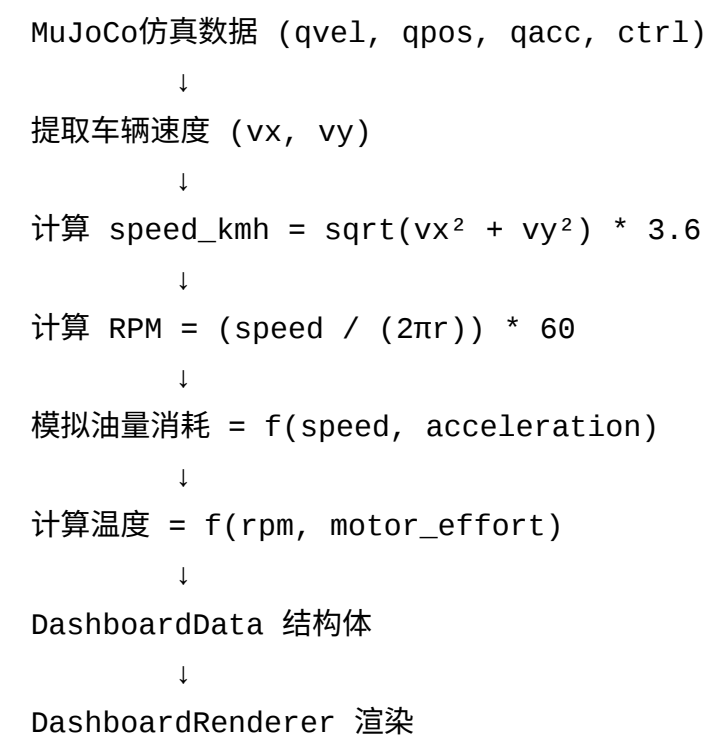 MuJoCo仿真数据 (qvel, qpos, qacc, ctrl)
↓
提取车辆速度 (vx, vy)
↓
计算 speed_kmh = sqrt(vx² + vy²) * 3.6
↓
计算 RPM = (speed / (2πr)) * 60
↓
模拟油量消耗 = f(speed, acceleration)
↓
计算温度 = f(rpm, motor_effort)
↓
DashboardData 结构体
↓
DashboardRenderer 渲染